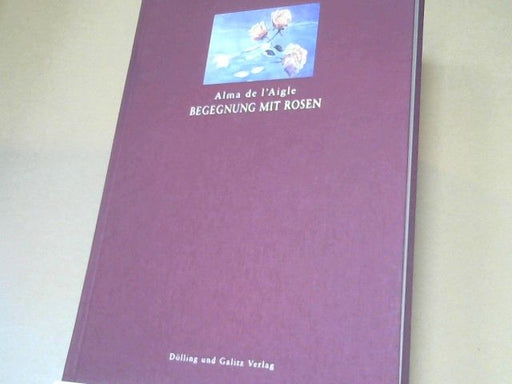 Alma de l'Aigle
BEGEGNUNG MIT ROSEN
Dölling und Galitz Verlag